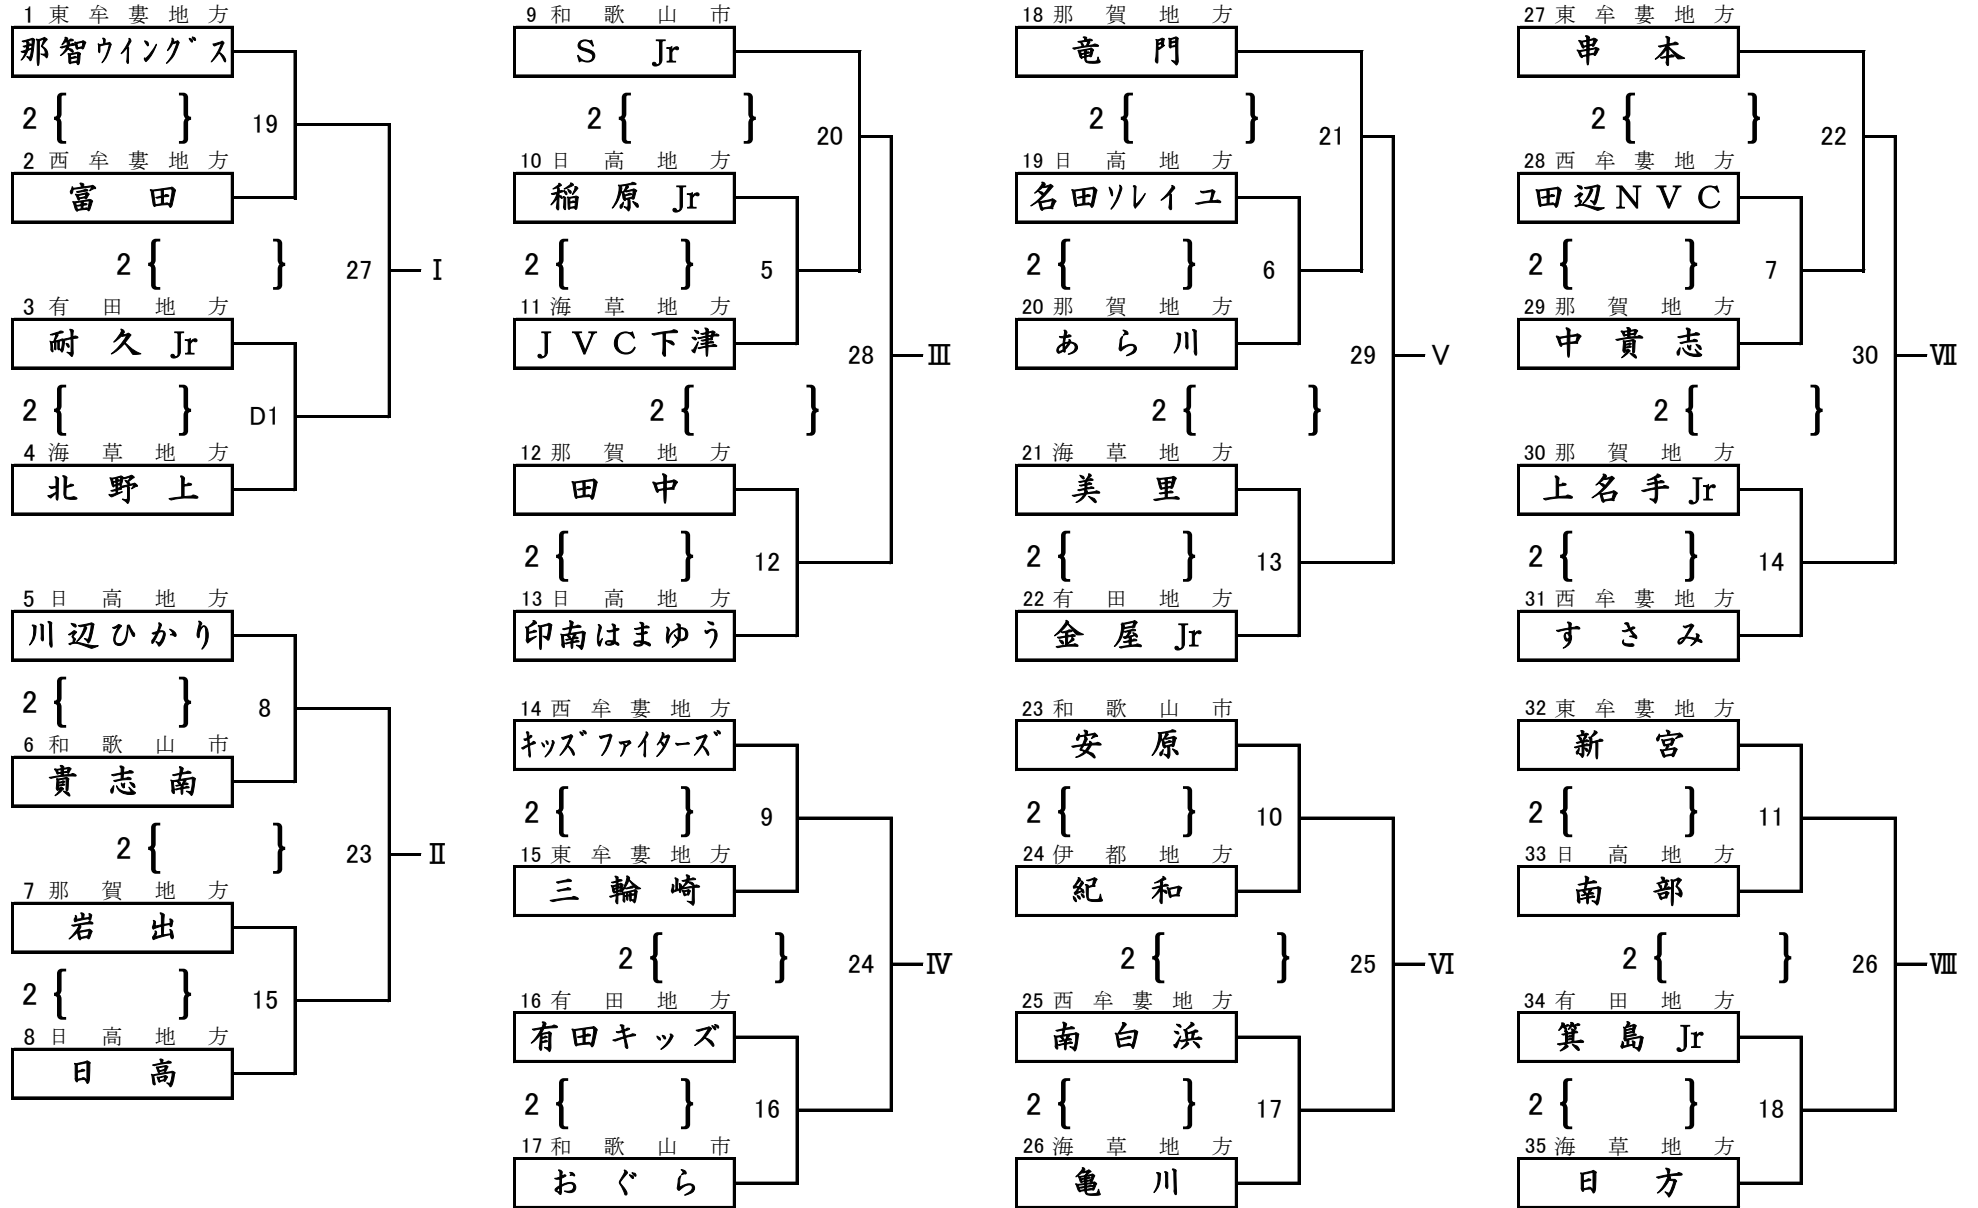 1 東牟婁地方
那智ウイングス
2 { }
19
2 西牟婁地方
富田
2 { }
27
Ⅰ
3 有田地方
耐久Jr
2 { }
D1
4 海草地方
北野上
5 日高地方
川辺ひかり
2 { }
8
6 和歌山市
貴志南
2 { }
23
Ⅱ
7 那賀地方
岩出
2 { }
15
8 日高地方
日高
9 和歌山市
S Jr
2 { }
20
10 日高地方
稲原Jr
2 { }
5
11 海草地方
JVC下津
28
Ⅲ
2 { }
12 那賀地方
田中
2 { }
12
13 日高地方
印南はまゆう
14 西牟婁地方
キッズファイターズ
2 { }
9
15 東牟婁地方
三輪崎
2 { }
24
Ⅳ
16 有田地方
有田キッズ
2 { }
16
17 和歌山市
おぐら
18 那賀地方
竜門
2 { }
21
19 日高地方
名田ソレイユ
2 { }
6
20 那賀地方
あら川
29
Ⅴ
2 { }
21 海草地方
美里
2 { }
13
22 有田地方
金屋Jr
23 和歌山市
安原
2 { }
10
24 伊都地方
紀和
2 { }
25
Ⅵ
25 西牟婁地方
南白浜
2 { }
17
26 海草地方
亀川
27 東牟婁地方
串本
2 { }
22
28 西牟婁地方
田辺NVC
2 { }
7
29 那賀地方
中貴志
30
Ⅶ
2 { }
30 那賀地方
上名手Jr
2 { }
14
31 西牟婁地方
すさみ
32 東牟婁地方
新宮
2 { }
11
33 日高地方
南部
2 { }
26
Ⅷ
34 有田地方
箕島Jr
2 { }
18
35 海草地方
日方